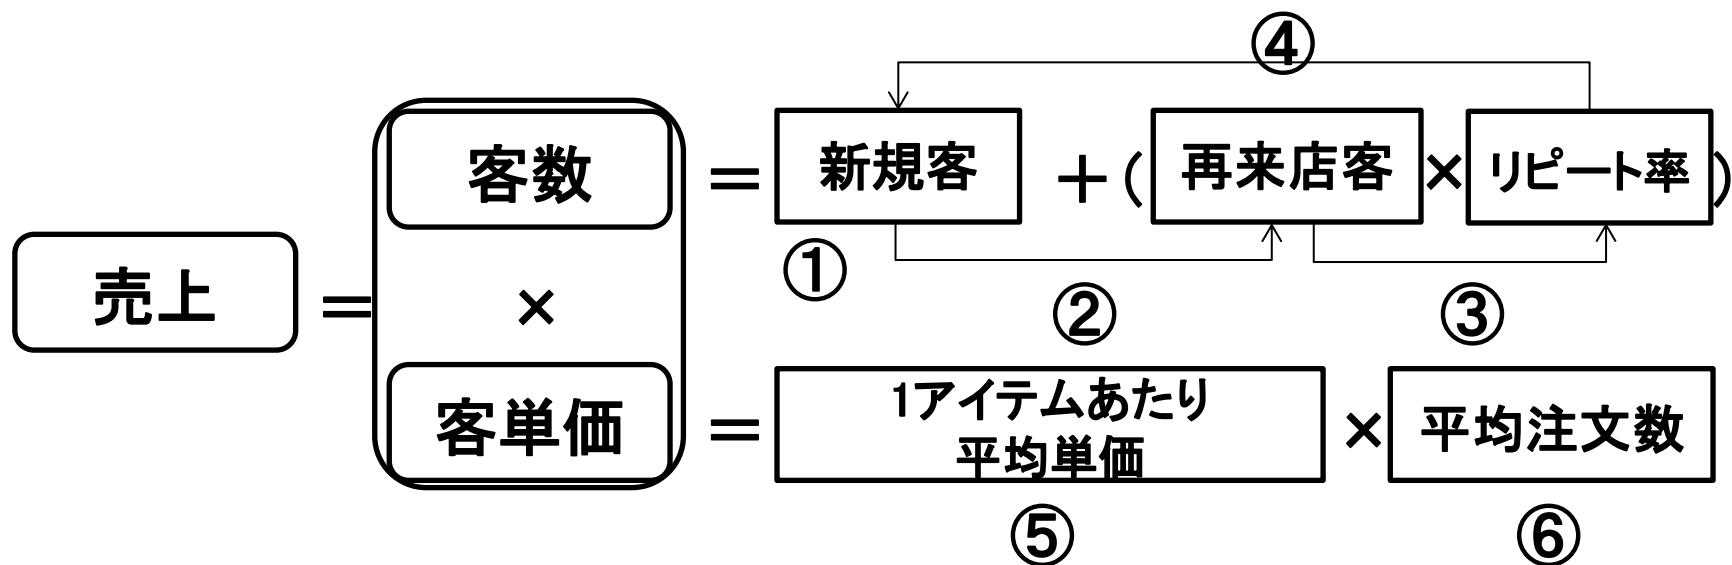 ④
客数 = 新規客 +( 再来店客 × リピート率 )
①
② ③
売上 = ×
客単価 = 1アイテムあたり
平均単価 × 平均注文数
⑤ ⑥